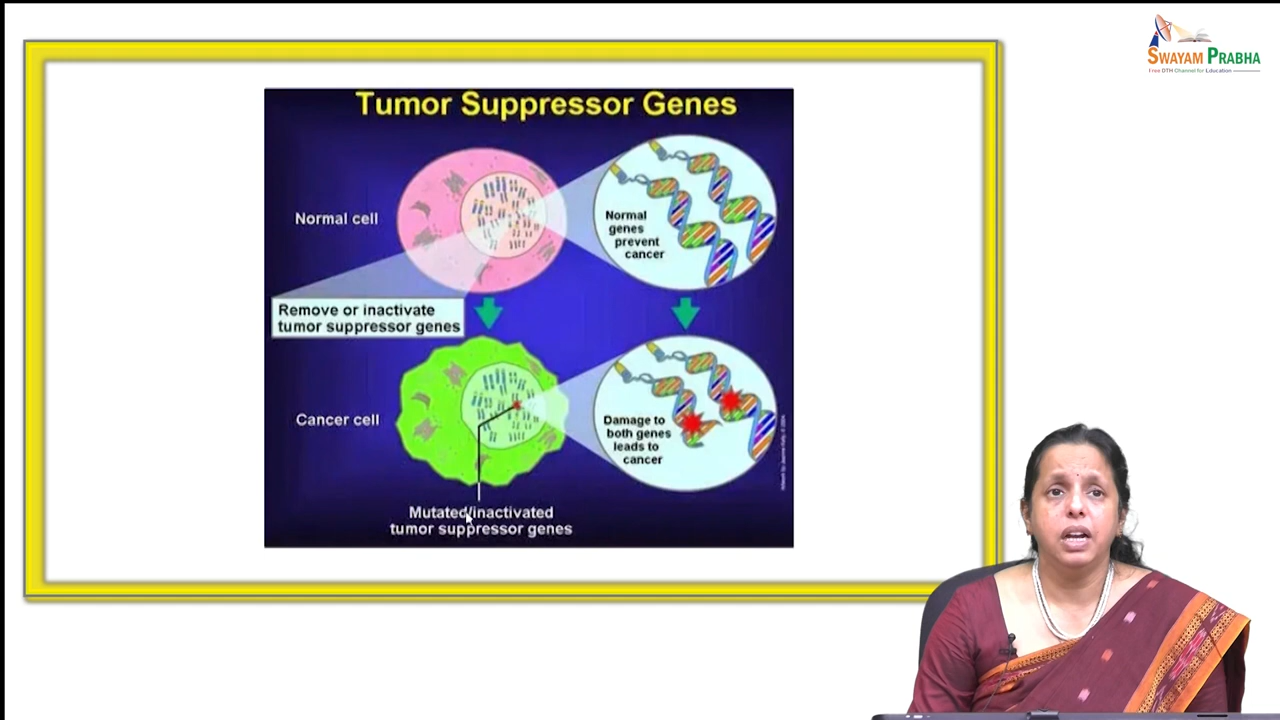 SWAYAM PRABHA
Free DTH Channel for Education
Tumor Suppressor Genes
Normal cell
Normal
genes
prevent
cancer
Remove or inactivate
tumor suppressor genes
Cancer cell
Damage to
both genes
leads to
cancer
Mutated/inactivated
tumor suppressor genes